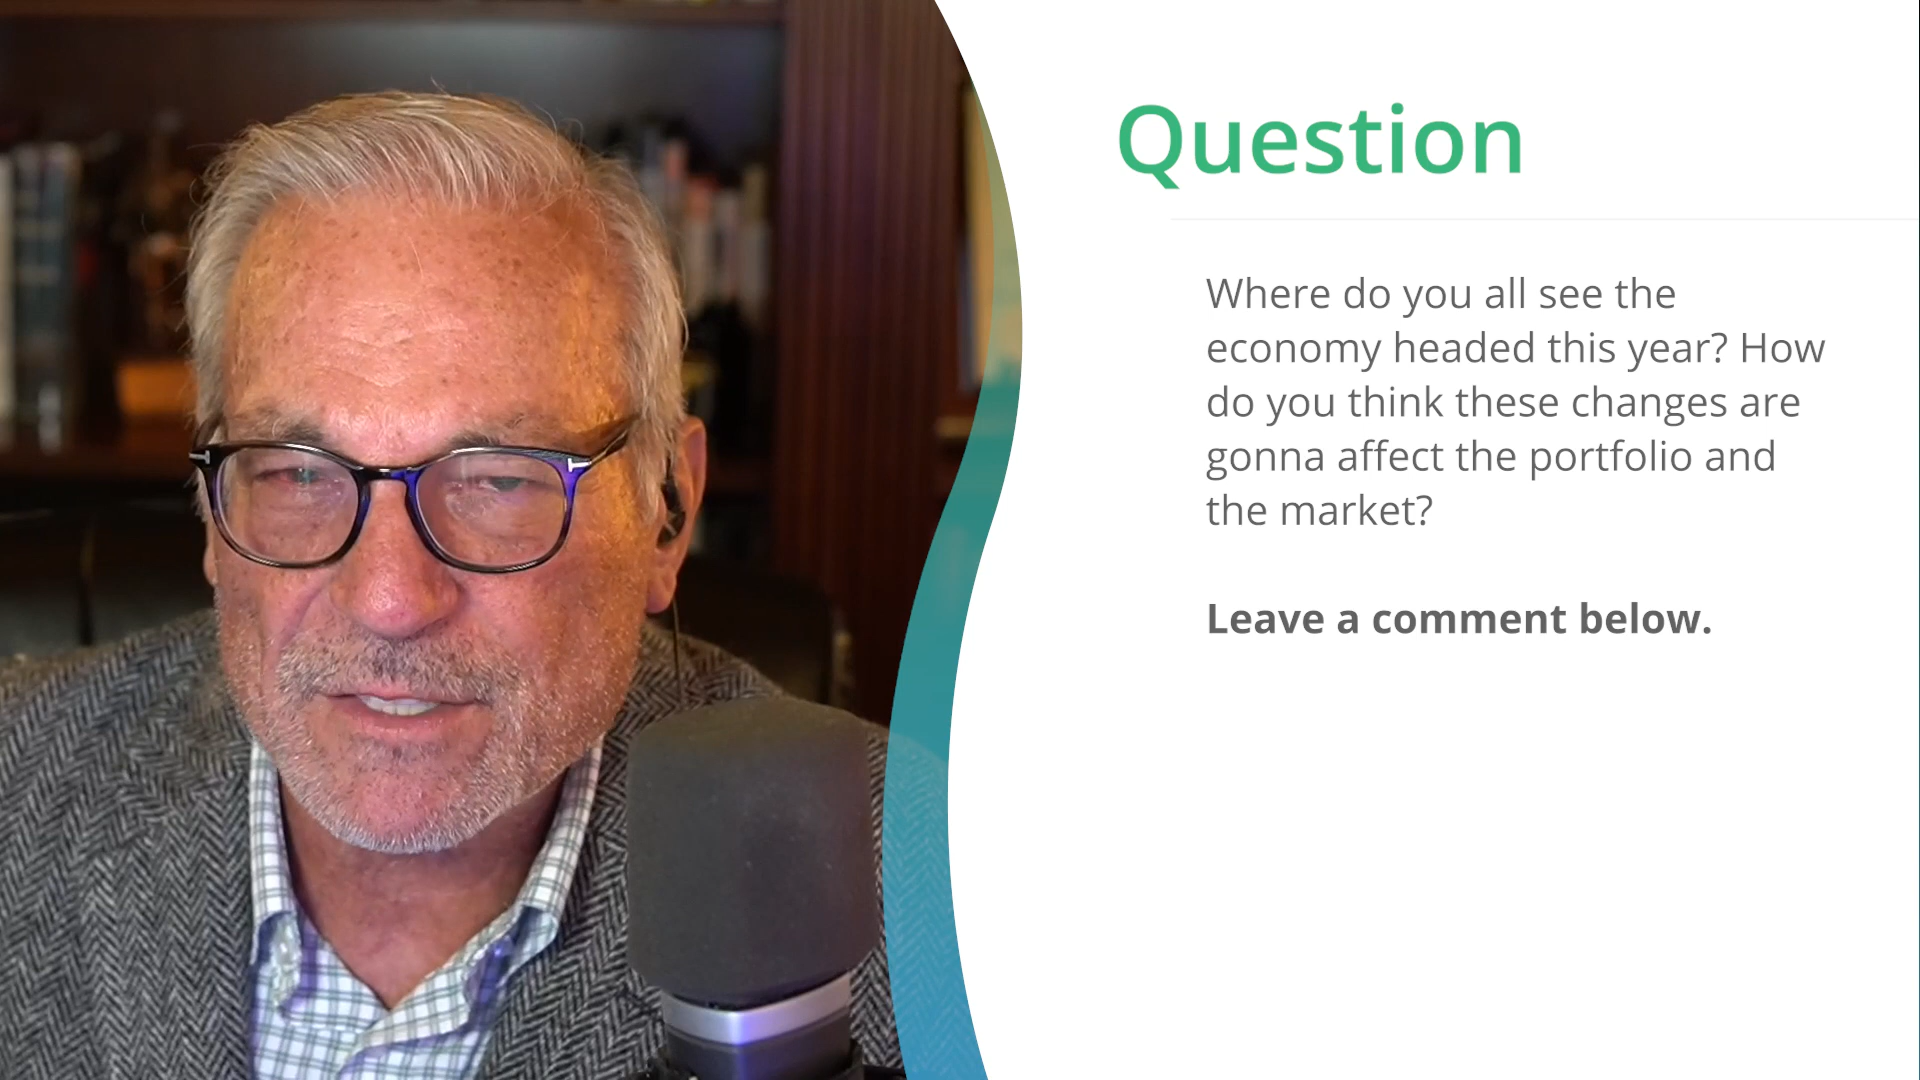 Question
Where do you all see the
economy headed this year? How
do you think these changes are
gonna affect the portfolio and
the market?
Leave a comment below.